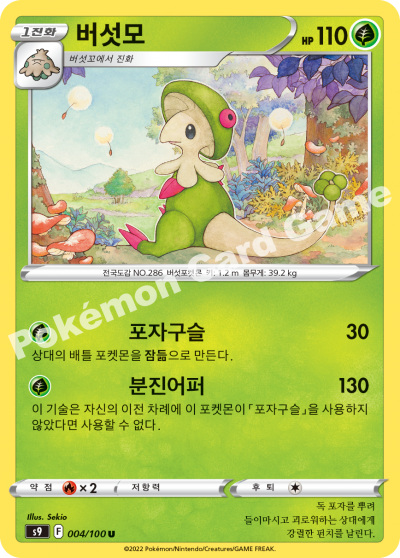 1진화
버섯모
HP 110
버섯꼬에서 진화
전국도감 NO.286 버섯포켓몬 키: 1.2 m 몸무게: 39.2 kg
포자구슬 30
상대의 배틀 포켓몬을 잠듦으로 만든다.
분진어퍼 130
이 기술은 자신의 이전 차례에 이 포켓몬이 「포자구슬」을 사용하지
않았다면 사용할 수 없다.
약점 ×2 저항력 후퇴
Illus. Sekio
s9 F 004/100 U
독 포자를 뿌려
들이마시고 괴로워하는 상대에게
강렬한 펀치를 날린다.
©2022 Pokémon/Nintendo/Creatures/GAME FREAK.
Pokémon Card Game